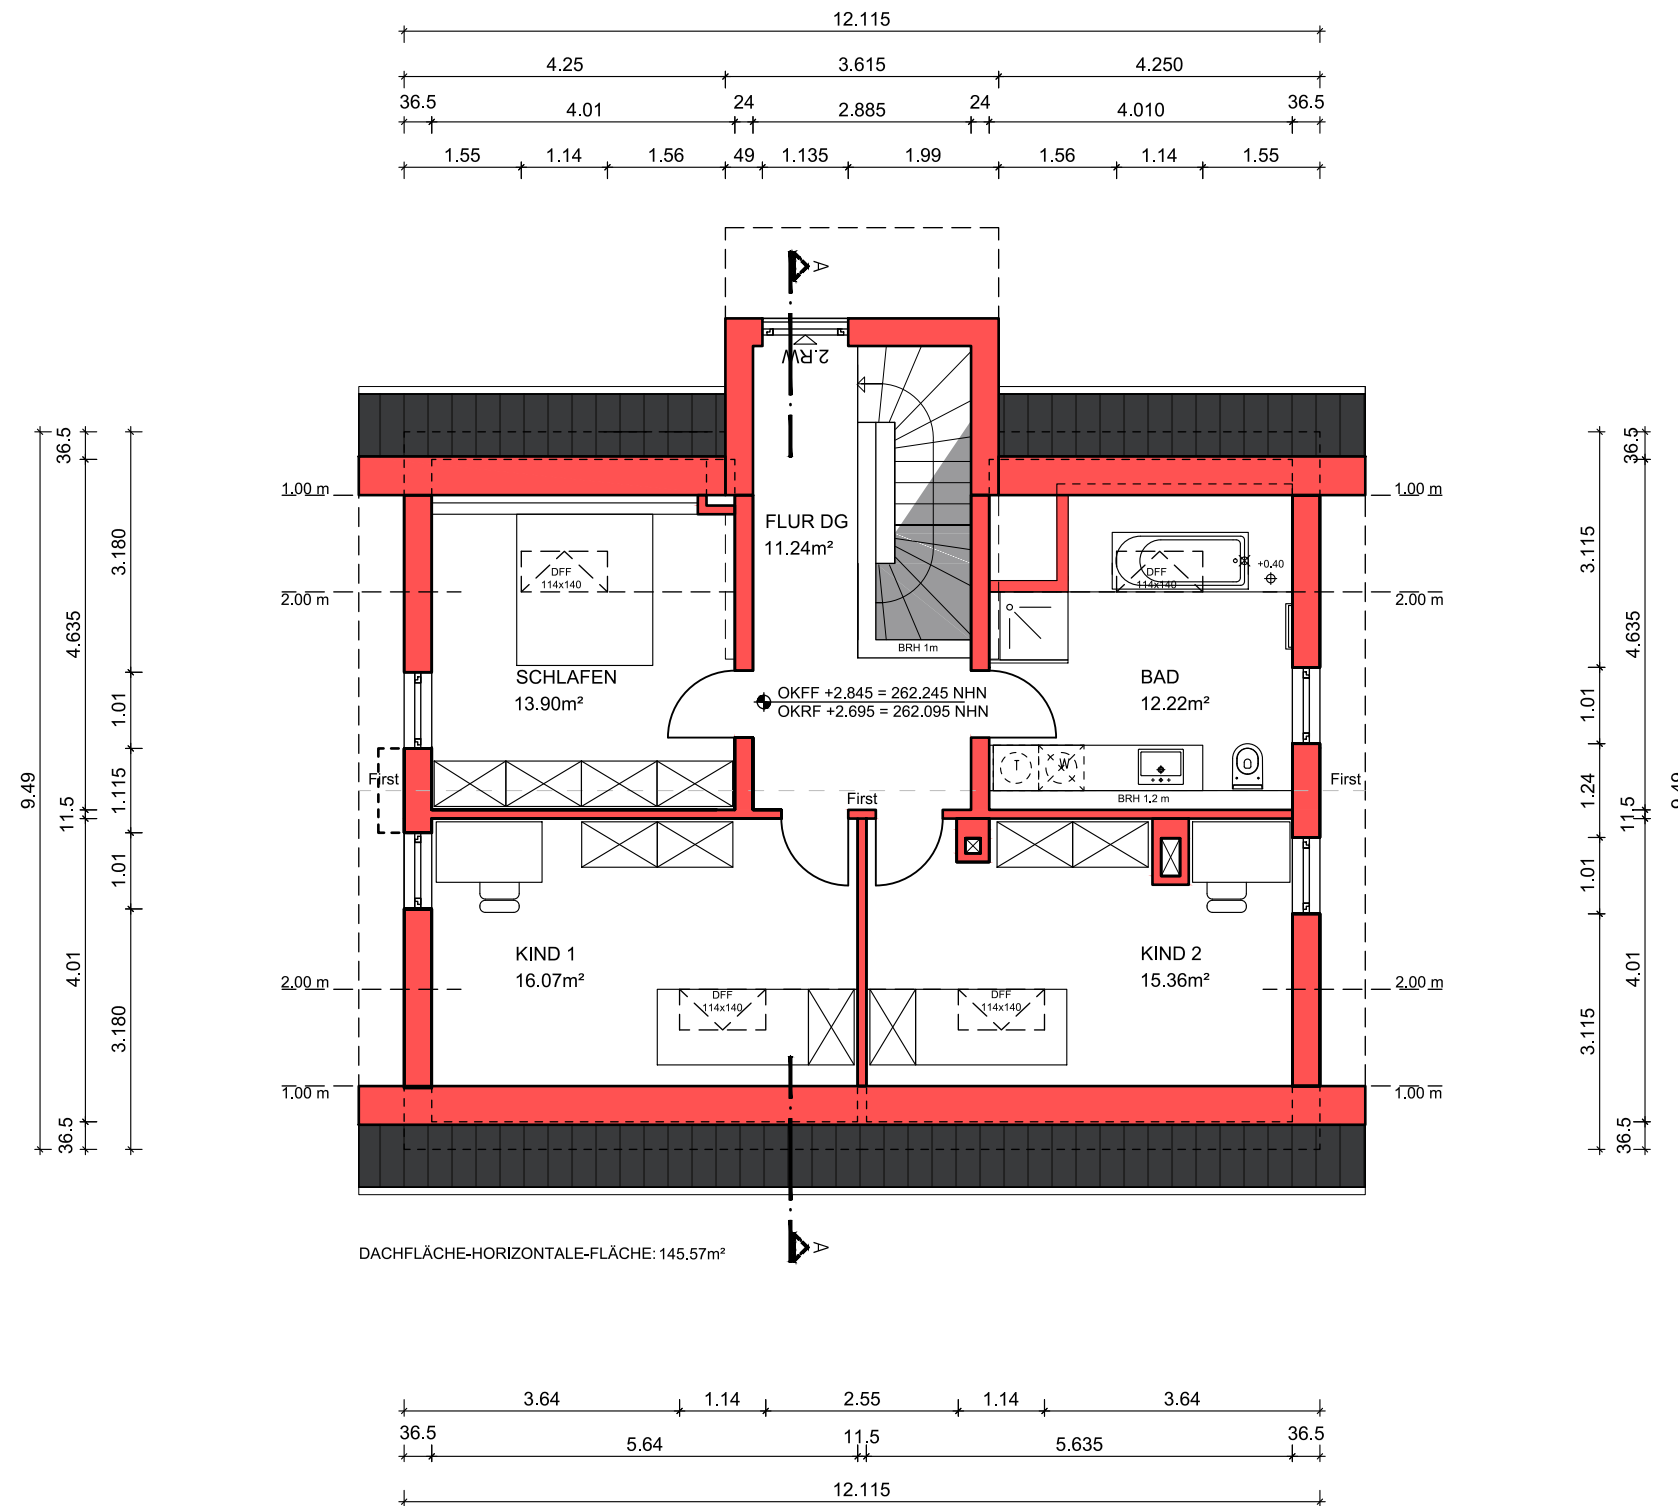 12.115
4.25 3.615 4.250
36.5 4.01 24 2.885 24 4.010 36.5
1.55 1.14 1.56 49 1.135 1.99 1.56 1.14 1.55
A
2.RW
36.5
36.5
36.5
36.5
1.00 m
1.00 m
FLUR DG
11.24m²
3.180
3.115
DFF
114x140
DFF
114x140
+0.40
2.00 m
2.00 m
4.635
4.635
BRH 1m
SCHLAFEN
13.90m²
BAD
12.22m²
OKFF +2.845 = 262.245 NHN
OKRF +2.695 = 262.095 NHN
1.01
1.01
9.49
9.49
First
First
First
T
W
BRH 1.2 m
1.115
1.24
11.5
11.5
1.01
1.01
KIND 1
16.07m²
KIND 2
15.36m²
4.01
4.01
2.00 m
2.00 m
DFF
114x140
DFF
114x140
3.180
3.115
1.00 m
1.00 m
36.5
36.5
A
DACHFLÄCHE-HORIZONTALE-FLÄCHE: 145.57m²
3.64 1.14 2.55 1.14 3.64
36.5 5.64 11.5 5.635 36.5
12.115